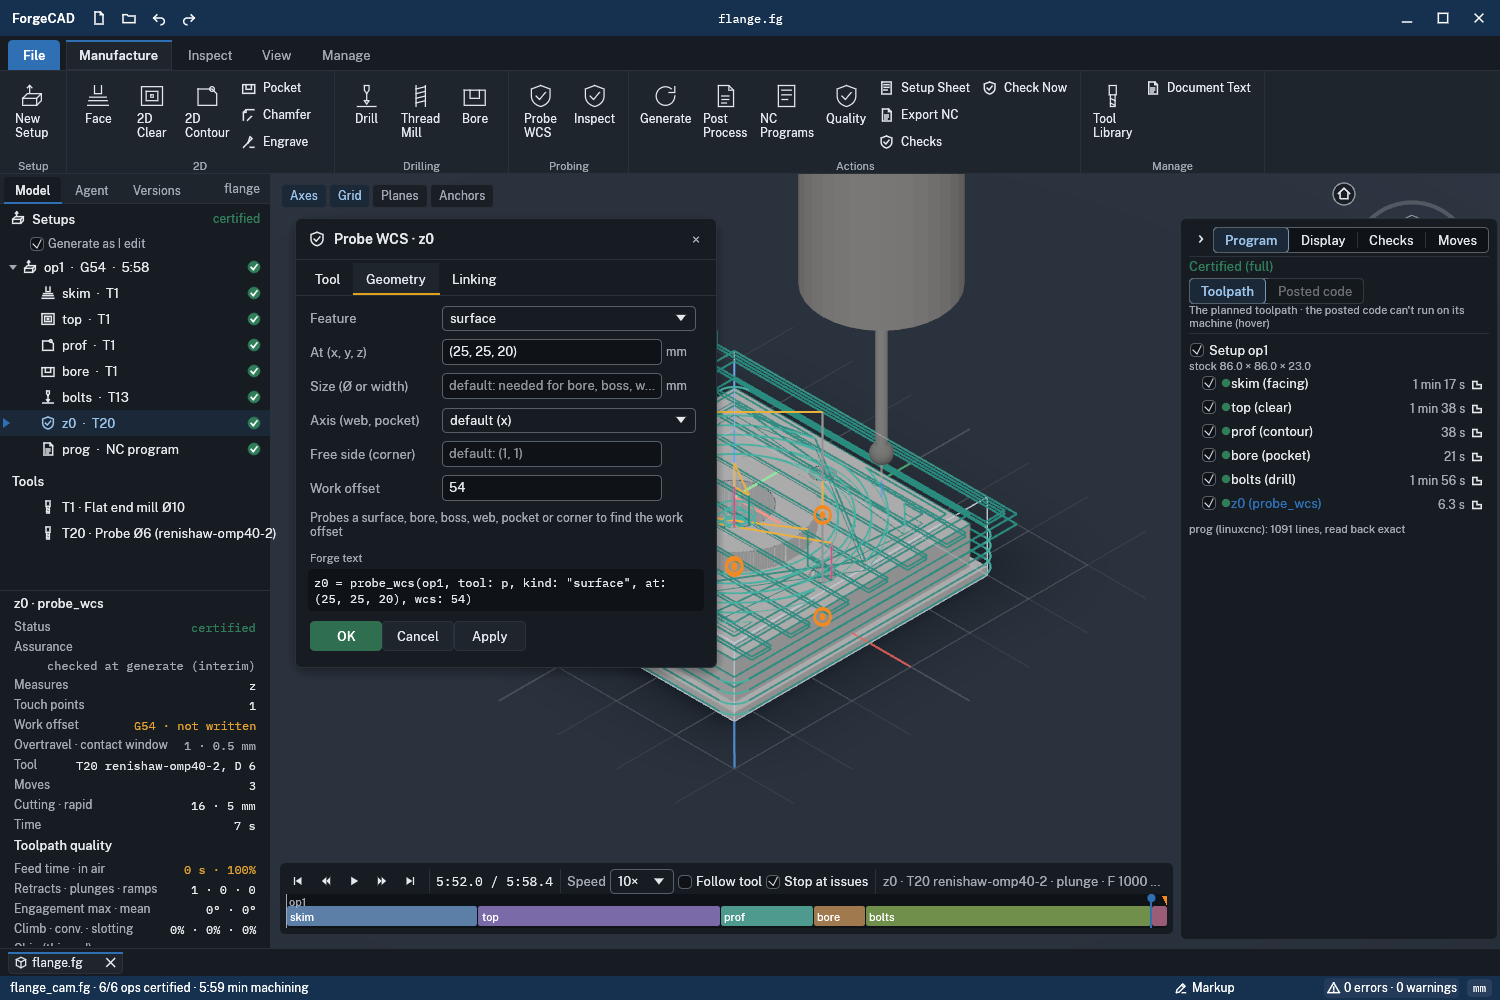 ForgeCAD
flange.fg
File
Manufacture
Inspect
View
Manage
New Setup
Setup
Face
2D Clear
2D Contour
Pocket
Chamfer
Engrave
2D
Drill
Thread Mill
Bore
Drilling
Probe WCS
Inspect
Probing
Generate
Post Process
NC Programs
Quality
Setup Sheet
Export NC
Checks
Check Now
Actions
Tool Library
Document Text
Manage
Model
Agent
Versions
flange
Setups
certified
Generate as I edit
op1 · G54 · 5:58
skim · T1
top · T1
prof · T1
bore · T1
bolts · T13
z0 · T20
prog · NC program
Tools
T1 · Flat end mill Ø10
T20 · Probe Ø6 (renishaw-omp40-2)
z0 · probe_wcs
Status certified
Assurance
checked at generate (interim)
Measures z
Touch points 1
Work offset G54 · not written
Overtravel · contact window 1 · 0.5 mm
Tool T20 renishaw-omp40-2, D 6
Moves 3
Cutting · rapid 16 · 5 mm
Time 7 s
Toolpath quality
Feed time · in air 0 s · 100%
Retracts · plunges · ramps 1 · 0 · 0
Engagement max · mean 0° · 0°
Climb · conv. · slotting 0% · 0% · 0%
Axes
Grid
Planes
Anchors
Probe WCS · z0
×
Tool
Geometry
Linking
Feature surface
At (x, y, z) (25, 25, 20) mm
Size (Ø or width) default: needed for bore, boss, w... mm
Axis (web, pocket) default (x)
Free side (corner) default: (1, 1)
Work offset 54
Probes a surface, bore, boss, web, pocket or corner to find the work
offset
Forge text
z0 = probe_wcs(op1, tool: p, kind: "surface", at:
(25, 25, 20), wcs: 54)
OK
Cancel
Apply
5:52.0 / 5:58.4
Speed 10×
Follow tool
Stop at issues
z0 · T20 renishaw-omp40-2 · plunge · F 1000 ...
op1
skim
top
prof
bore
bolts
Program
Display
Checks
Moves
Certified (full)
Toolpath
Posted code
The planned toolpath · the posted code can't run on its
machine (hover)
Setup op1
stock 86.0 × 86.0 × 23.0
skim (facing) 1 min 17 s
top (clear) 1 min 38 s
prof (contour) 38 s
bore (pocket) 21 s
bolts (drill) 1 min 56 s
z0 (probe_wcs) 6.3 s
prog (linuxcnc): 1091 lines, read back exact
flange.fg
flange_cam.fg · 6/6 ops certified · 5:59 min machining
Markup
0 errors · 0 warnings
mm